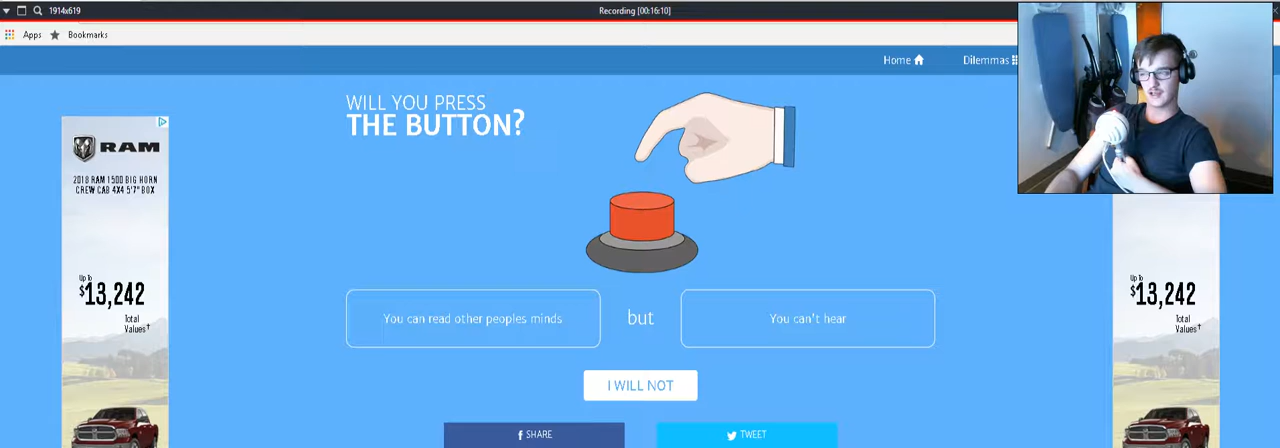 1914x619
Recording [00:16:10]
Apps
Bookmarks
Home
Dilemmas
WILL YOU PRESS
THE BUTTON?
RAM
2018 RAM 1500 BIG HORN
CREW CAB 4X4 5'7" BOX
Up To
$13,242
Total
Values†
Up To
$13,242
Total
Values†
You can read other peoples minds
but
You can't hear
I WILL NOT
f SHARE
TWEET